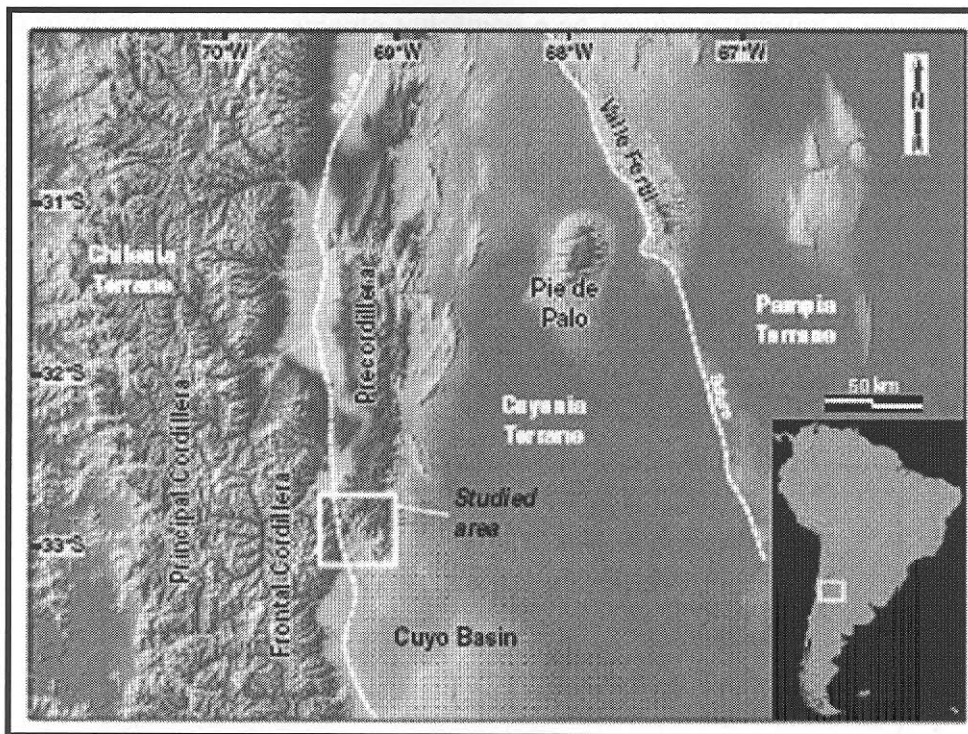 70°W
69°W
68°W
67°W
N
Valle Fertil
31°S
Chilenia
Terrane
Pie de
Palo
Pampia
Terrane
Precordillera
32°S
50 km
Cuyania
Terrane
Principal Cordillera
Frontal Cordillera
Studied
area
33°S
Cuyo Basin